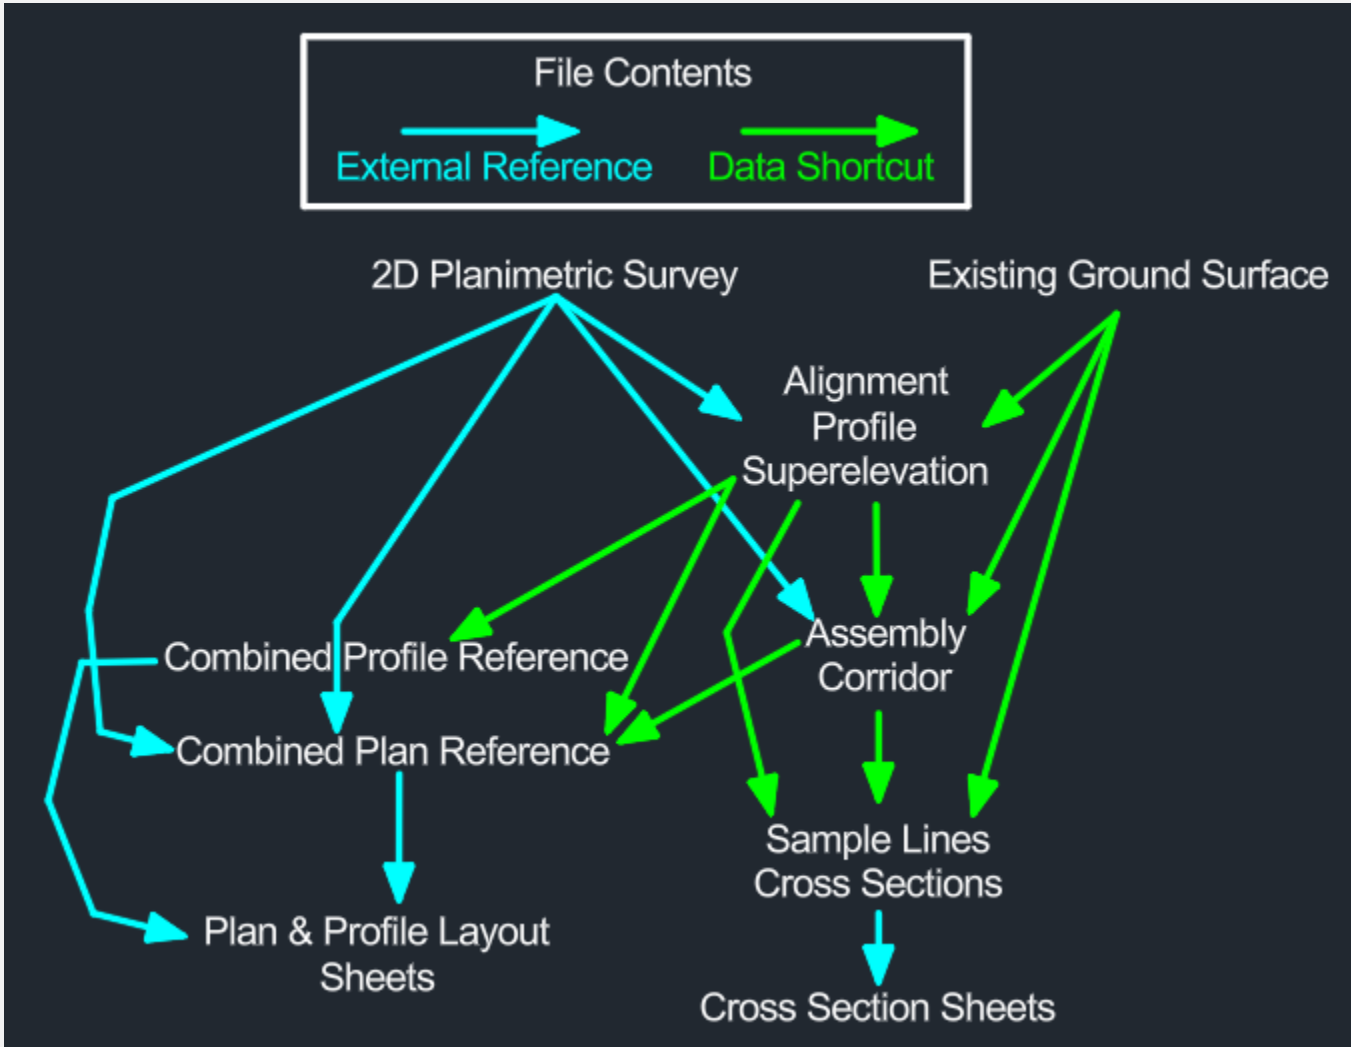 File Contents
External Reference
Data Shortcut
2D Planimetric Survey
Existing Ground Surface
Alignment
Profile
Superelevation
Assembly
Corridor
Combined Profile Reference
Combined Plan Reference
Sample Lines
Cross Sections
Plan & Profile Layout
Sheets
Cross Section Sheets